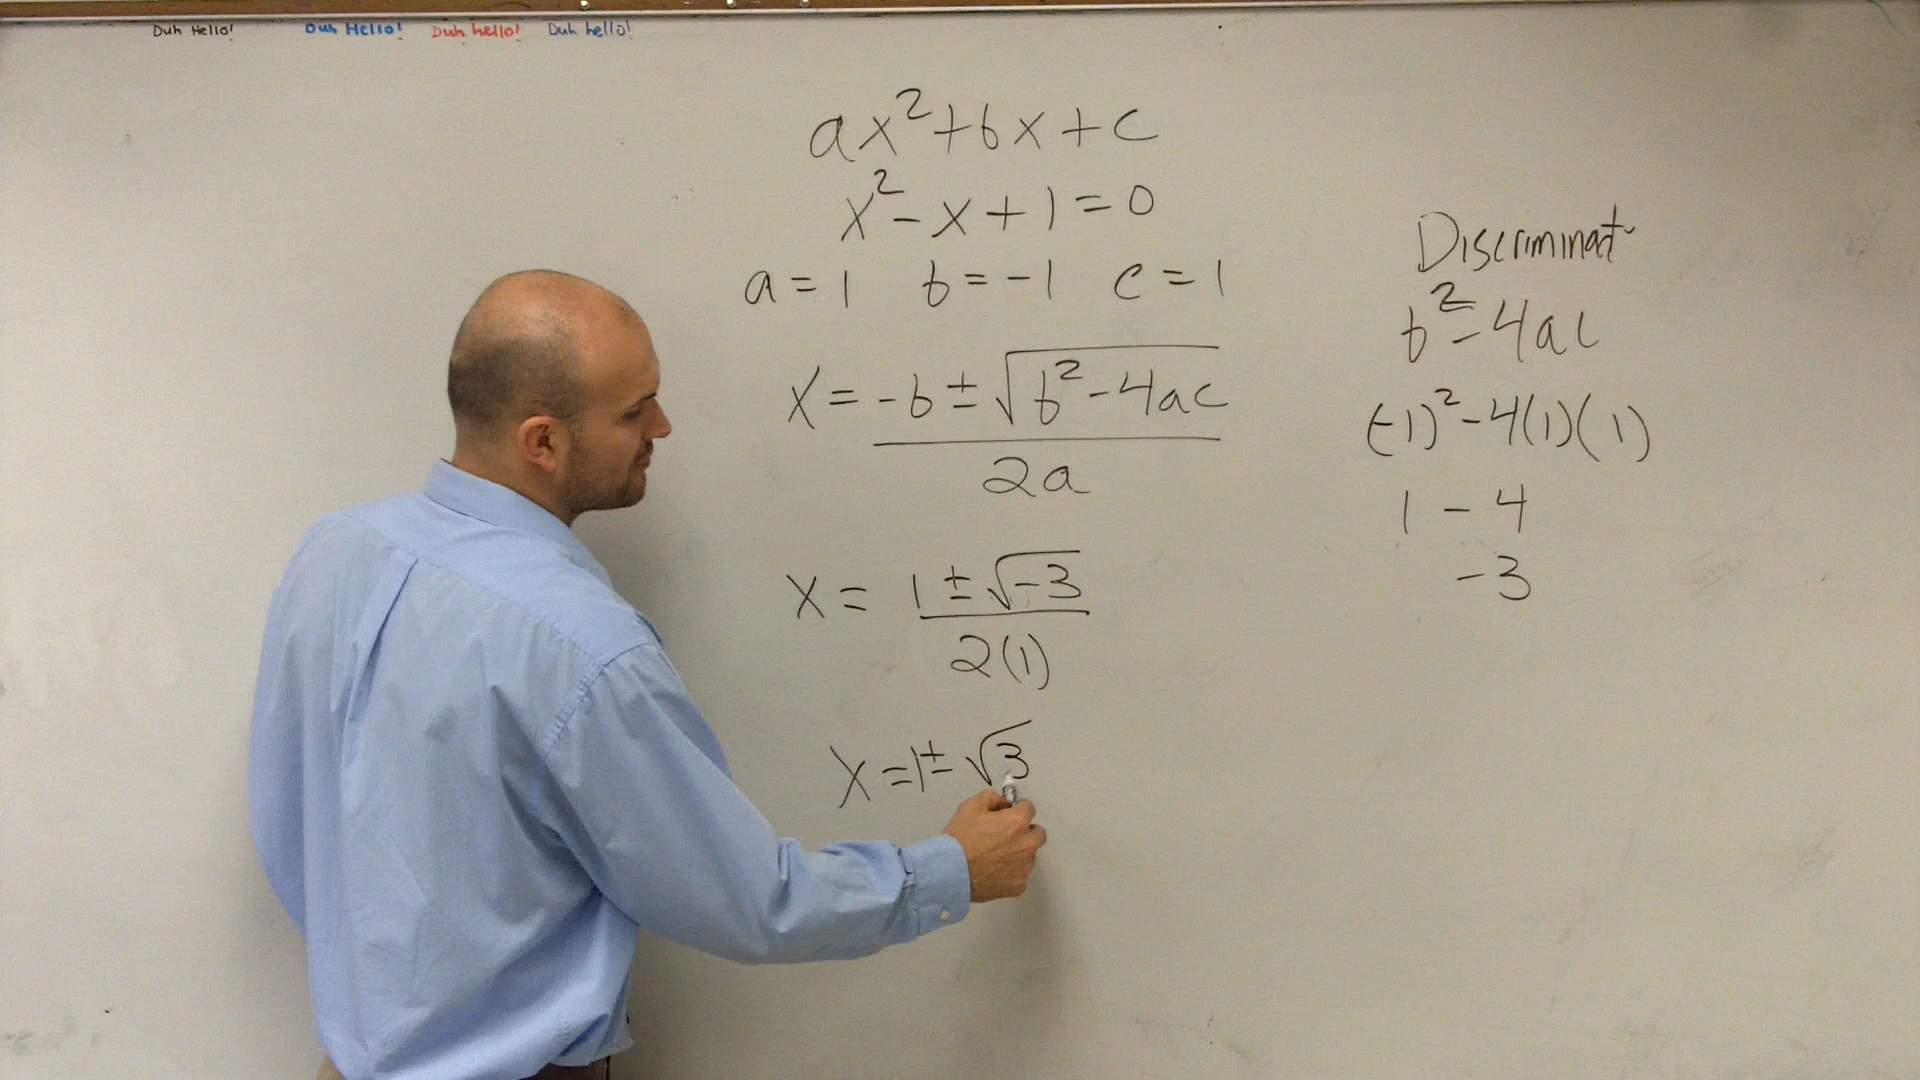 Duh Hello! Duh Hello! Duh hello! Duh hello!
ax²+bx+c
x²-x+1=0
a=1 b=-1 c=1
x=-b±√b²-4ac
2a
x=1±√-3
2(1)
x=1±√3
Discriminat
b²-4ac
(-1)²-4(1)(1)
1-4
-3